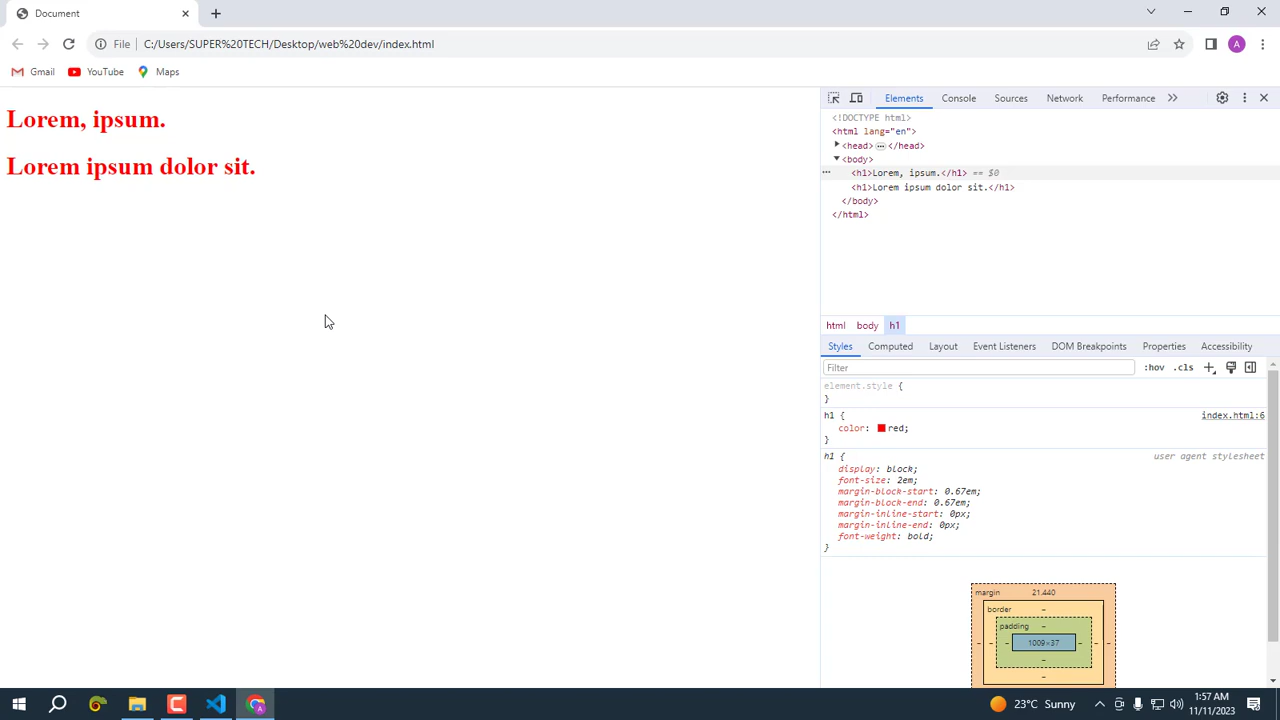 Document
File C:/Users/SUPER%20TECH/Desktop/web%20dev/index.html
A
Gmail YouTube Maps
Lorem, ipsum.
Lorem ipsum dolor sit.
Elements Console Sources Network Performance
<!DOCTYPE html>
<html lang="en">
<head> … </head>
<body>
<h1>Lorem, ipsum.</h1> == $0
<h1>Lorem ipsum dolor sit.</h1>
</body>
</html>
html body h1
Styles Computed Layout Event Listeners DOM Breakpoints Properties Accessibility
Filter :hov .cls
element.style {
}
h1 { index.html:6
color: red;
}
h1 { user agent stylesheet
display: block;
font-size: 2em;
margin-block-start: 0.67em;
margin-block-end: 0.67em;
margin-inline-start: 0px;
margin-inline-end: 0px;
font-weight: bold;
}
margin 21.440
border –
padding –
– – – 1009×37 – – –
–
–
23°C Sunny
1:57 AM
11/11/2023